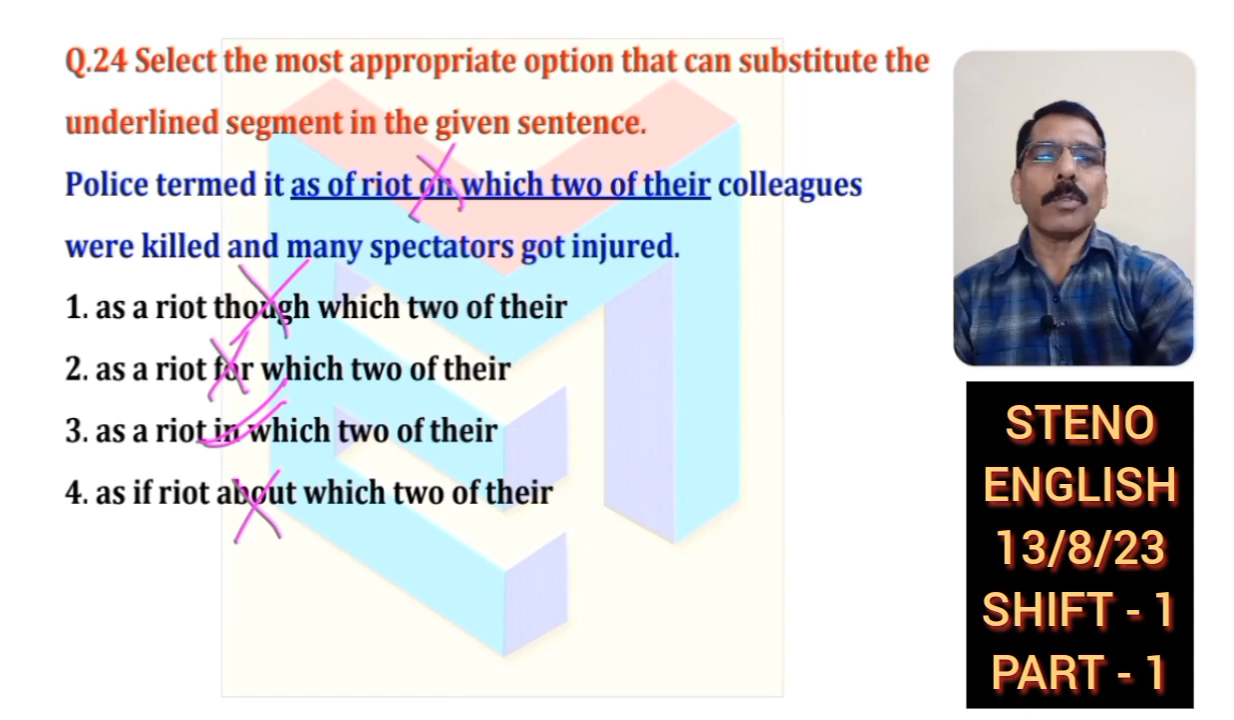 Q.24 Select the most appropriate option that can substitute the
underlined segment in the given sentence.
Police termed it as of riot on which two of their colleagues
were killed and many spectators got injured.
1. as a riot though which two of their
2. as a riot for which two of their
3. as a riot in which two of their
4. as if riot about which two of their
STENO
ENGLISH
13/8/23
SHIFT - 1
PART - 1